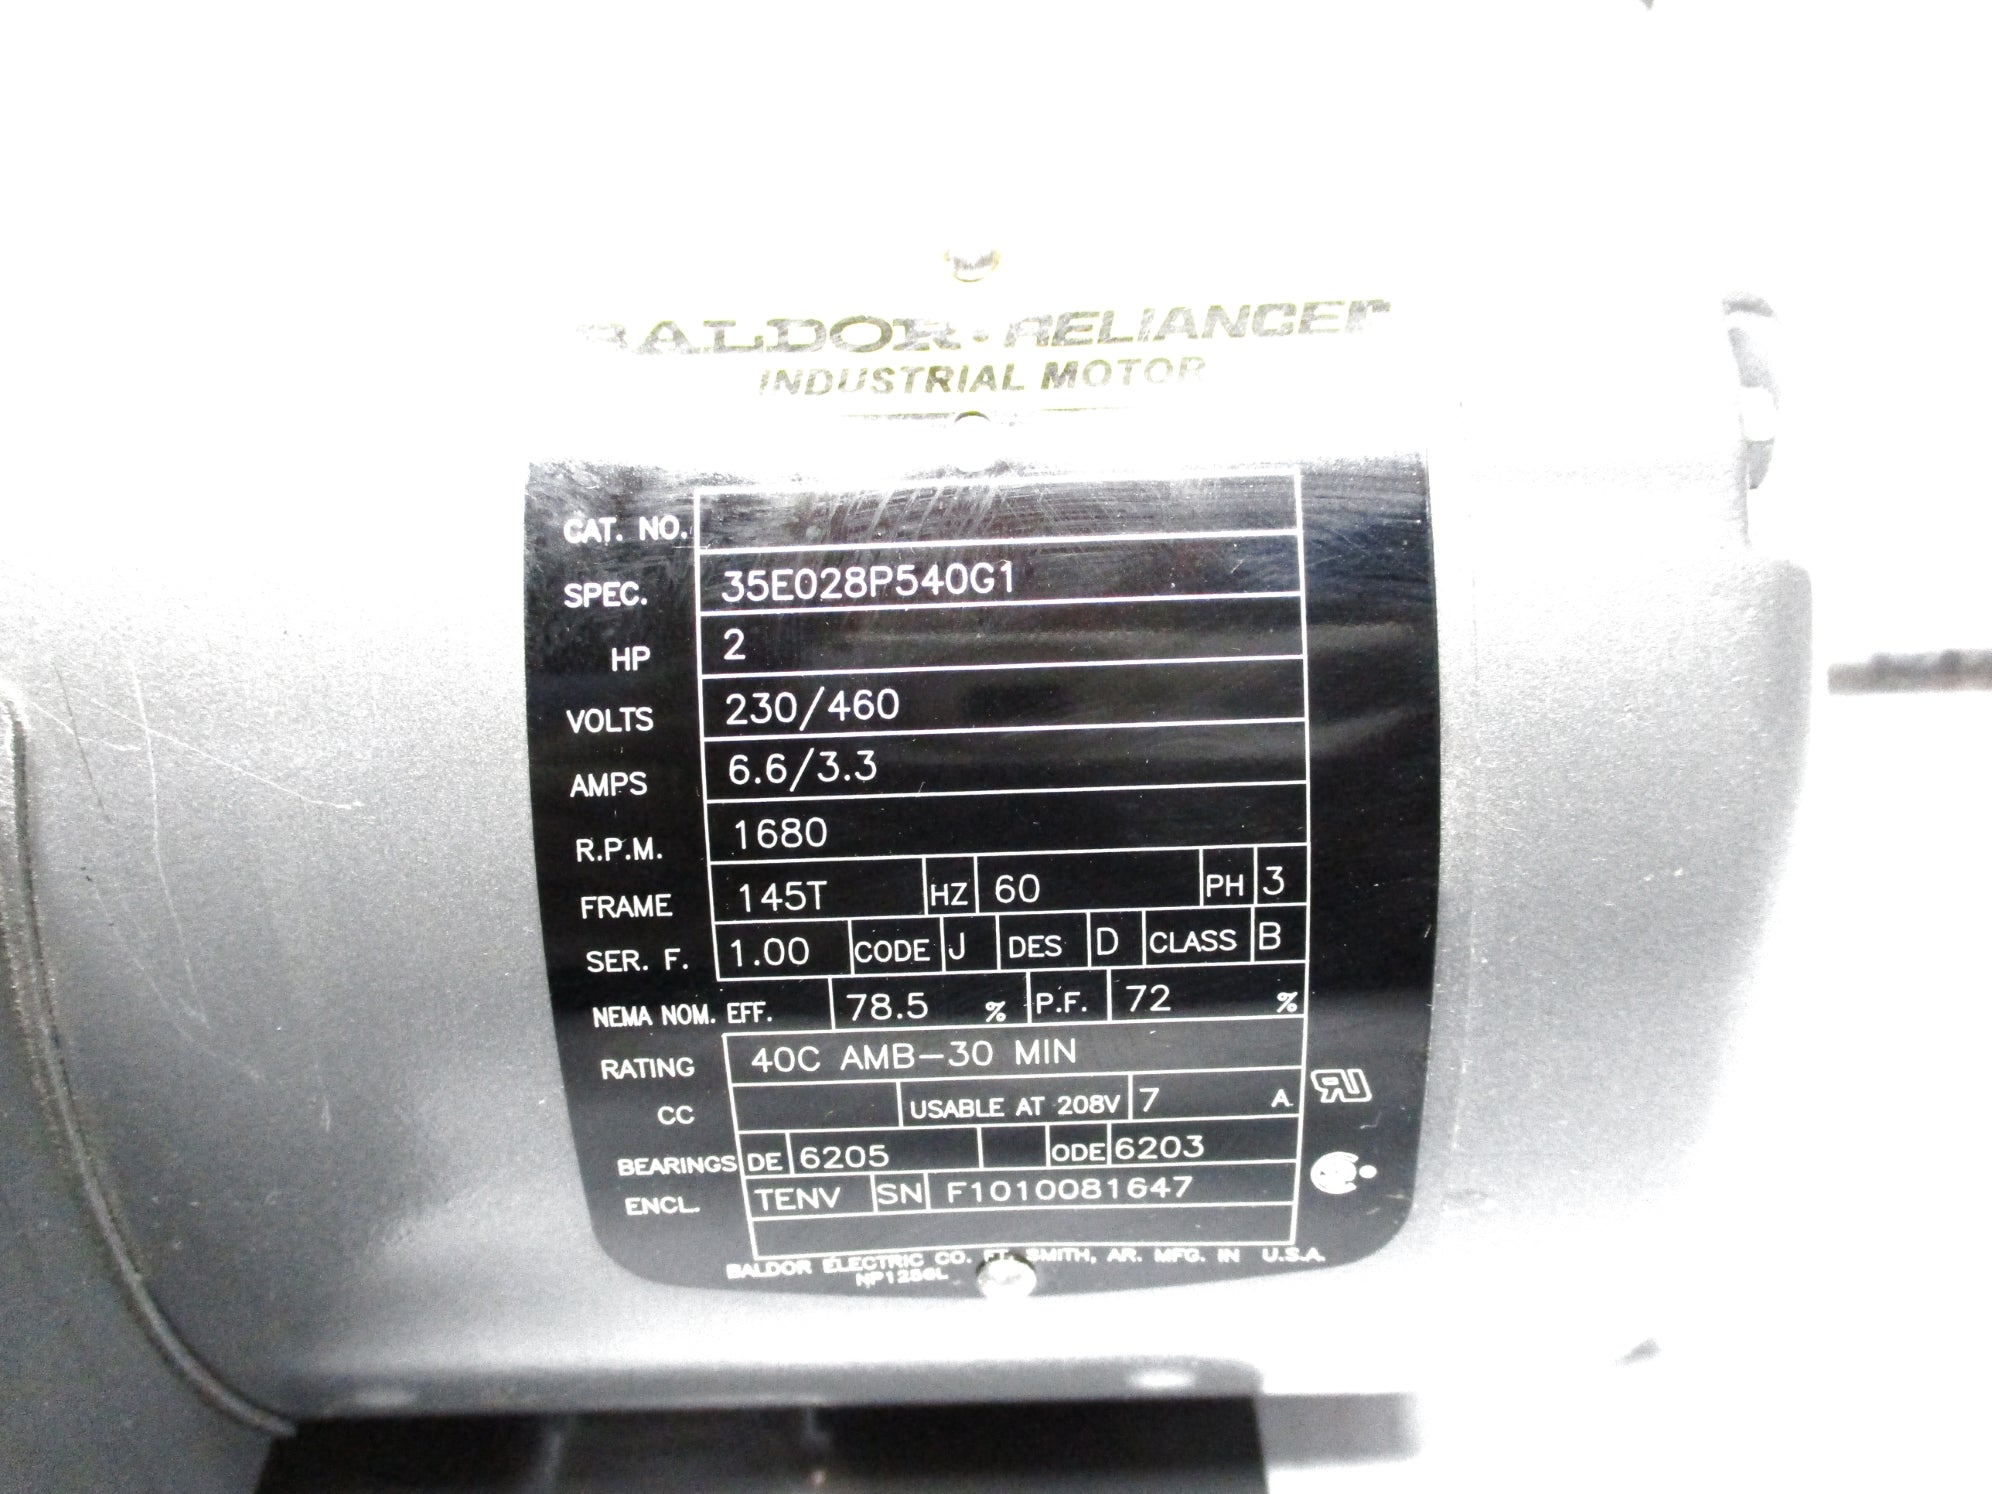 BALDOR · RELIANCER
INDUSTRIAL MOTOR
CAT. NO.
SPEC. 35E028P540G1
HP 2
VOLTS 230/460
AMPS 6.6/3.3
R.P.M. 1680
FRAME 145T HZ 60 PH 3
SER. F. 1.00 CODE J DES D CLASS B
NEMA NOM. EFF. 78.5 % P.F. 72 %
RATING 40C AMB-30 MIN
CC USABLE AT 208V 7 A
BEARINGS DE 6205 ODE 6203
ENCL. TENV SN F1010081647
BALDOR ELECTRIC CO. FT. SMITH, AR. MFG. IN U.S.A.